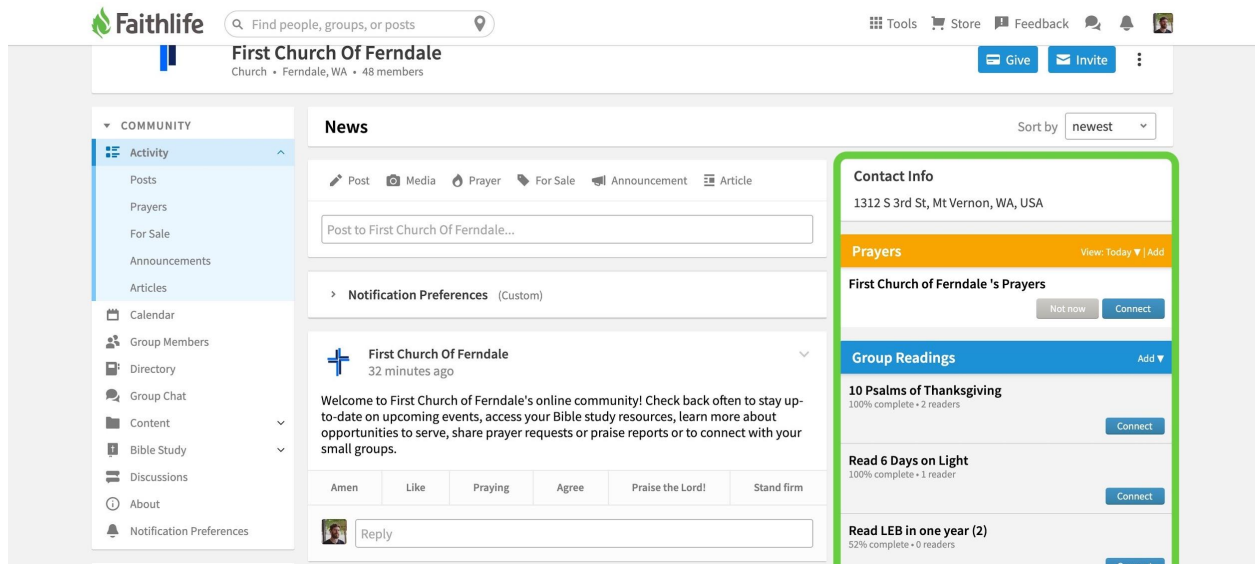 Faithlife
Find people, groups, or posts
Tools
Store
Feedback
First Church Of Ferndale
Church • Ferndale, WA • 48 members
Give
Invite
COMMUNITY
Activity
Posts
Prayers
For Sale
Announcements
Articles
Calendar
Group Members
Directory
Group Chat
Content
Bible Study
Discussions
About
Notification Preferences
News
Sort by newest
Post Media Prayer For Sale Announcement Article
Post to First Church Of Ferndale...
Notification Preferences (Custom)
First Church Of Ferndale
32 minutes ago
Welcome to First Church of Ferndale's online community! Check back often to stay up-
to-date on upcoming events, access your Bible study resources, learn more about
opportunities to serve, share prayer requests or praise reports or to connect with your
small groups.
Amen Like Praying Agree Praise the Lord! Stand firm
Reply
Contact Info
1312 S 3rd St, Mt Vernon, WA, USA
Prayers View: Today ▼ | Add
First Church of Ferndale 's Prayers
Not now Connect
Group Readings Add ▼
10 Psalms of Thanksgiving
100% complete • 2 readers
Connect
Read 6 Days on Light
100% complete • 1 reader
Connect
Read LEB in one year (2)
52% complete • 0 readers